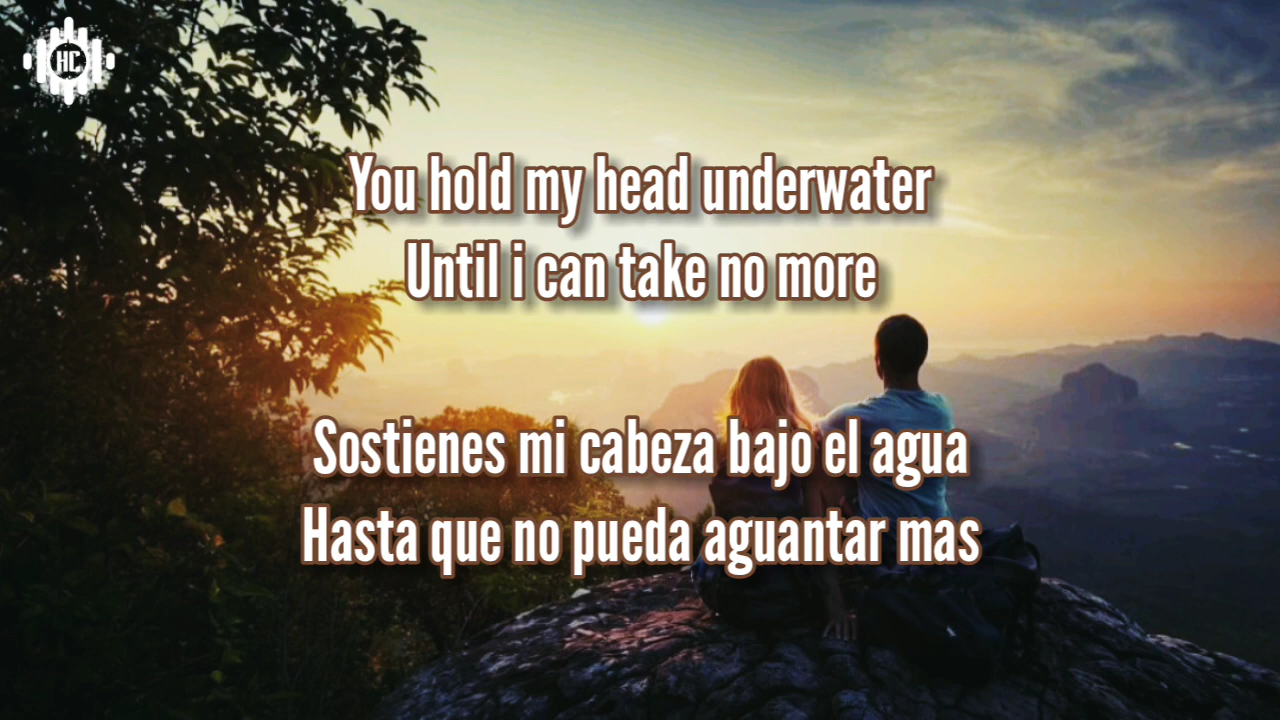 HC
You hold my head underwater
Until i can take no more
Sostienes mi cabeza bajo el agua
Hasta que no pueda aguantar mas